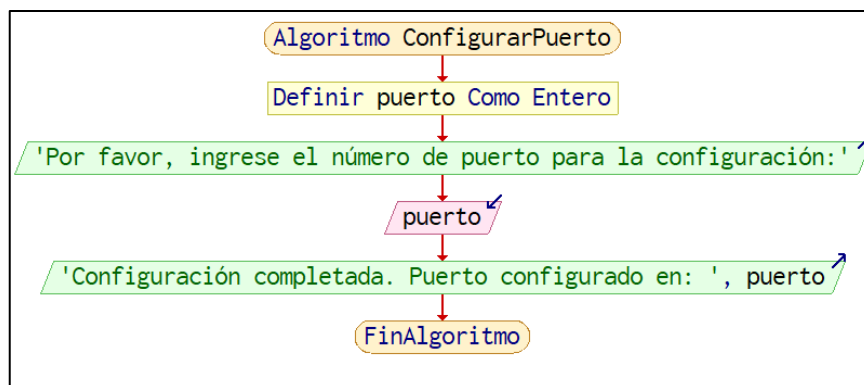 Algoritmo ConfigurarPuerto
Definir puerto Como Entero
'Por favor, ingrese el número de puerto para la configuración:'
puerto
'Configuración completada. Puerto configurado en: ', puerto
FinAlgoritmo